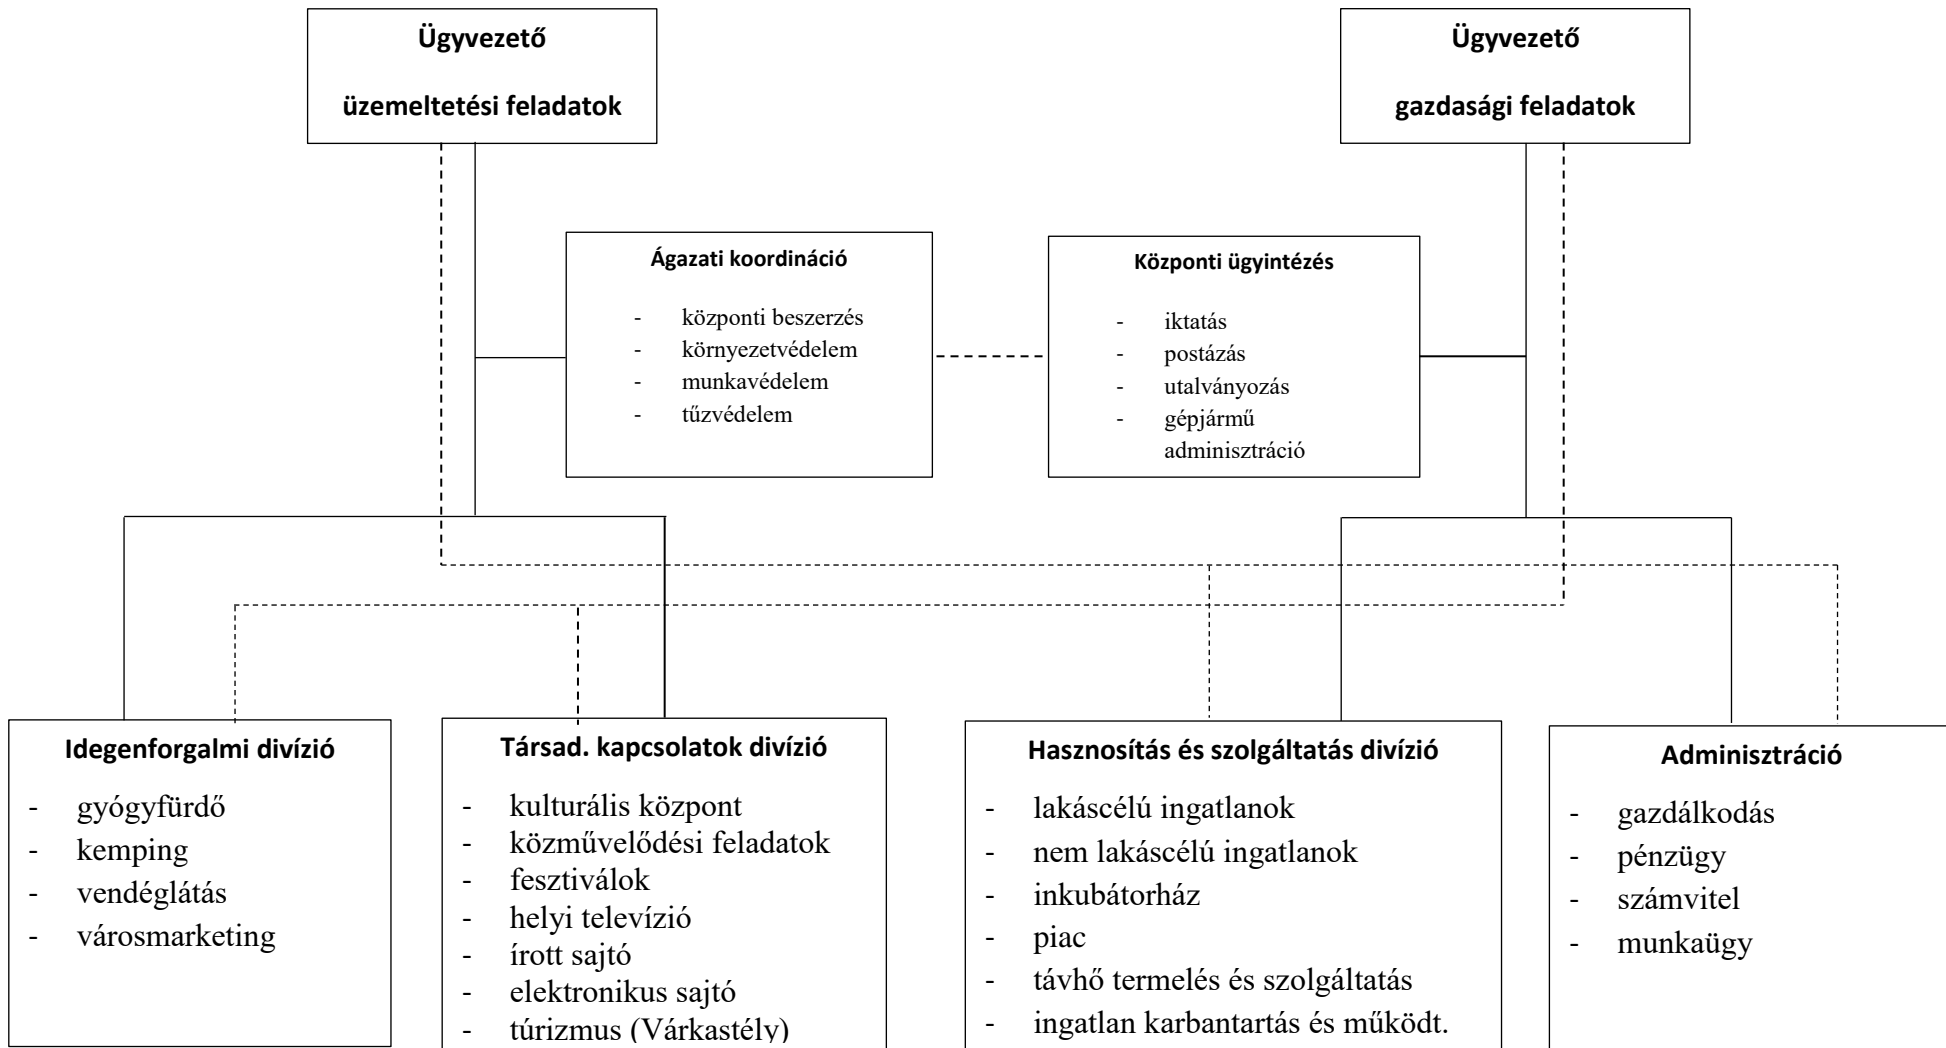 Ügyvezető
üzemeltetési feladatok
Ügyvezető
gazdasági feladatok
Ágazati koordináció
- központi beszerzés
- környezetvédelem
- munkavédelem
- tűzvédelem
Központi ügyintézés
- iktatás
- postázás
- utalványozás
- gépjármű
adminisztráció
Idegenforgalmi divízió
- gyógyfürdő
- kemping
- vendéglátás
- városmarketing
Társad. kapcsolatok divízió
- kulturális központ
- közművelődési feladatok
- fesztiválok
- helyi televízió
- írott sajtó
- elektronikus sajtó
- túrizmus (Várkastély)
Hasznosítás és szolgáltatás divízió
- lakáscélú ingatlanok
- nem lakáscélú ingatlanok
- inkubátorház
- piac
- távhő termelés és szolgáltatás
- ingatlan karbantartás és működt.
Adminisztráció
- gazdálkodás
- pénzügy
- számvitel
- munkaügy